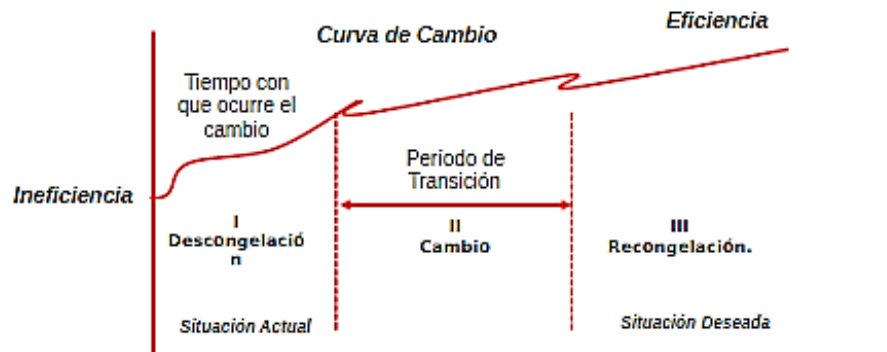 Eficiencia
Curva de Cambio
Tiempo con
que ocurre el
cambio
Periodo de
Transición
Ineficiencia
I
Descongelació
n
II
Cambio
III
Recongelación.
Situación Actual
Situación Deseada